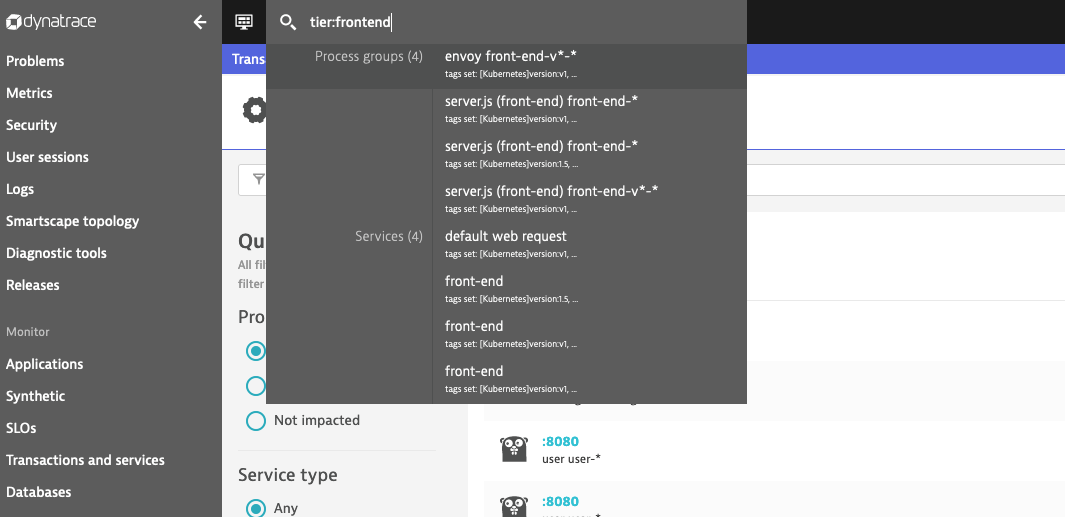 dynatrace
tier:frontend
Problems
Metrics
Security
User sessions
Logs
Smartscape topology
Diagnostic tools
Releases
Monitor
Applications
Synthetic
SLOs
Transactions and services
Databases
Trans
Process groups (4)
envoy front-end-v*-*
tags set: [Kubernetes]version:v1, ...
server.js (front-end) front-end-*
tags set: [Kubernetes]version:v1, ...
server.js (front-end) front-end-*
tags set: [Kubernetes]version:1.5, ...
server.js (front-end) front-end-v*-*
tags set: [Kubernetes]version:v1, ...
Services (4)
default web request
tags set: [Kubernetes]version:v1, ...
front-end
tags set: [Kubernetes]version:1.5, ...
front-end
tags set: [Kubernetes]version:v1, ...
front-end
tags set: [Kubernetes]version:v1, ...
Qu
All fil
filter
Pro
Not impacted
Service type
Any
:8080
user user-*
:8080